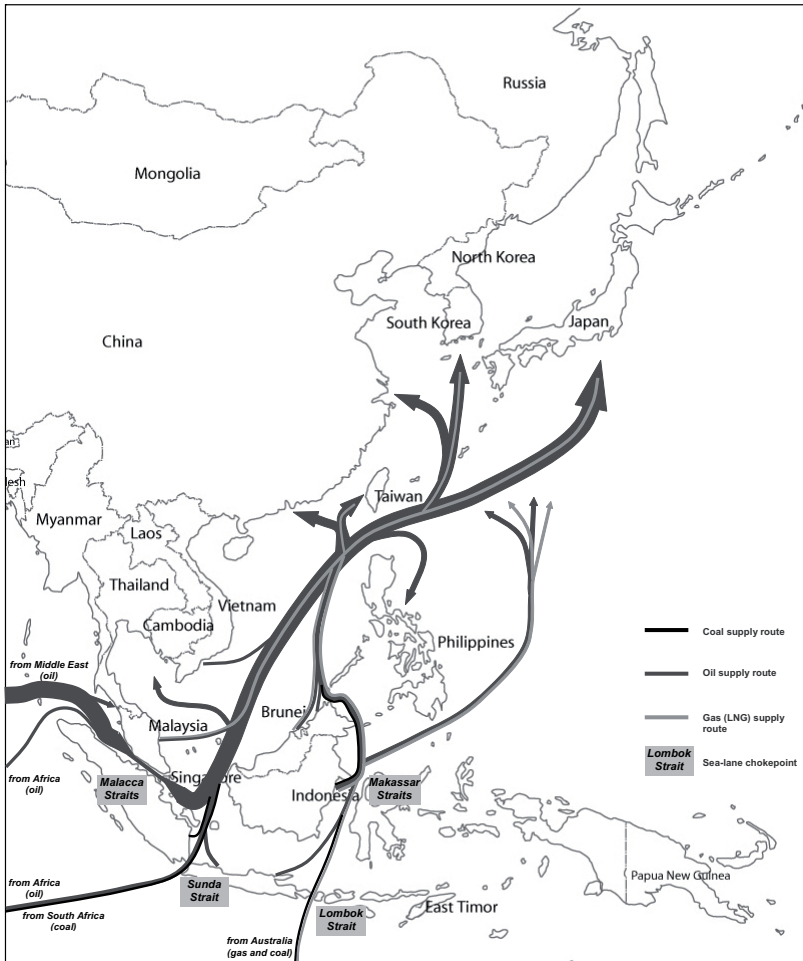 Russia
Mongolia
North Korea
South Korea
Japan
China
an
lesh
Taiwan
Myanmar
Laos
Thailand
Vietnam
Cambodia
Philippines
Coal supply route
from Middle East
(oil)
Oil supply route
Brunei
Malaysia
Gas (LNG) supply
route
Lombok
Strait
Sea-lane chokepoint
from Africa
(oil)
Malacca
Straits
Singapore
Indonesia
Makassar
Straits
Papua New Guinea
from Africa
(oil)
Sunda
Strait
East Timor
from South Africa
(coal)
Lombok
Strait
from Australia
(gas and coal)